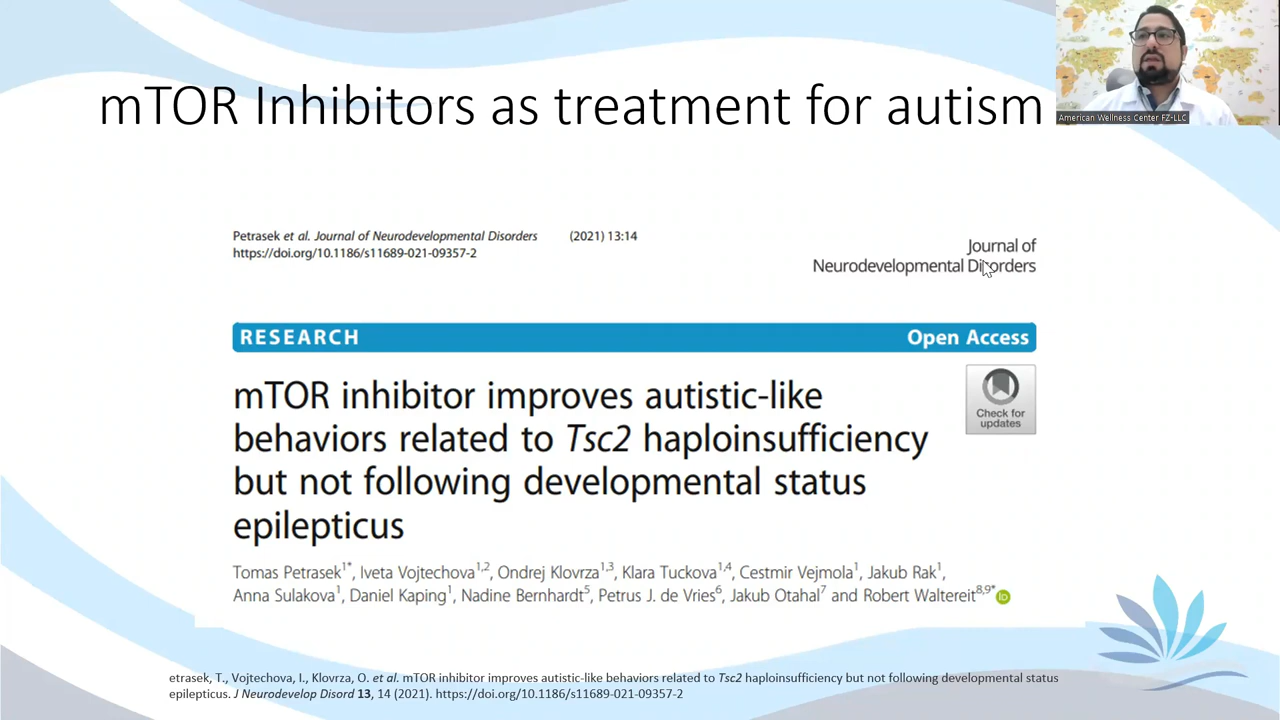 mTOR Inhibitors as treatment for autism
American Wellness Center FZ-LLC
Petrasek et al. Journal of Neurodevelopmental Disorders (2021) 13:14
https://doi.org/10.1186/s11689-021-09357-2
Journal of
Neurodevelopmental Disorders
RESEARCH Open Access
mTOR inhibitor improves autistic-like
behaviors related to Tsc2 haploinsufficiency
but not following developmental status
epilepticus
Check for
updates
Tomas Petrasek1*, Iveta Vojtechova1,2, Ondrej Klovrza1,3, Klara Tuckova1,4, Cestmir Vejmola1, Jakub Rak1,
Anna Sulakova1, Daniel Kaping1, Nadine Bernhardt5, Petrus J. de Vries6, Jakub Otahal7 and Robert Waltereit8,9* iD
etrasek, T., Vojtechova, I., Klovrza, O. et al. mTOR inhibitor improves autistic-like behaviors related to Tsc2 haploinsufficiency but not following developmental status
epilepticus. J Neurodevelop Disord 13, 14 (2021). https://doi.org/10.1186/s11689-021-09357-2